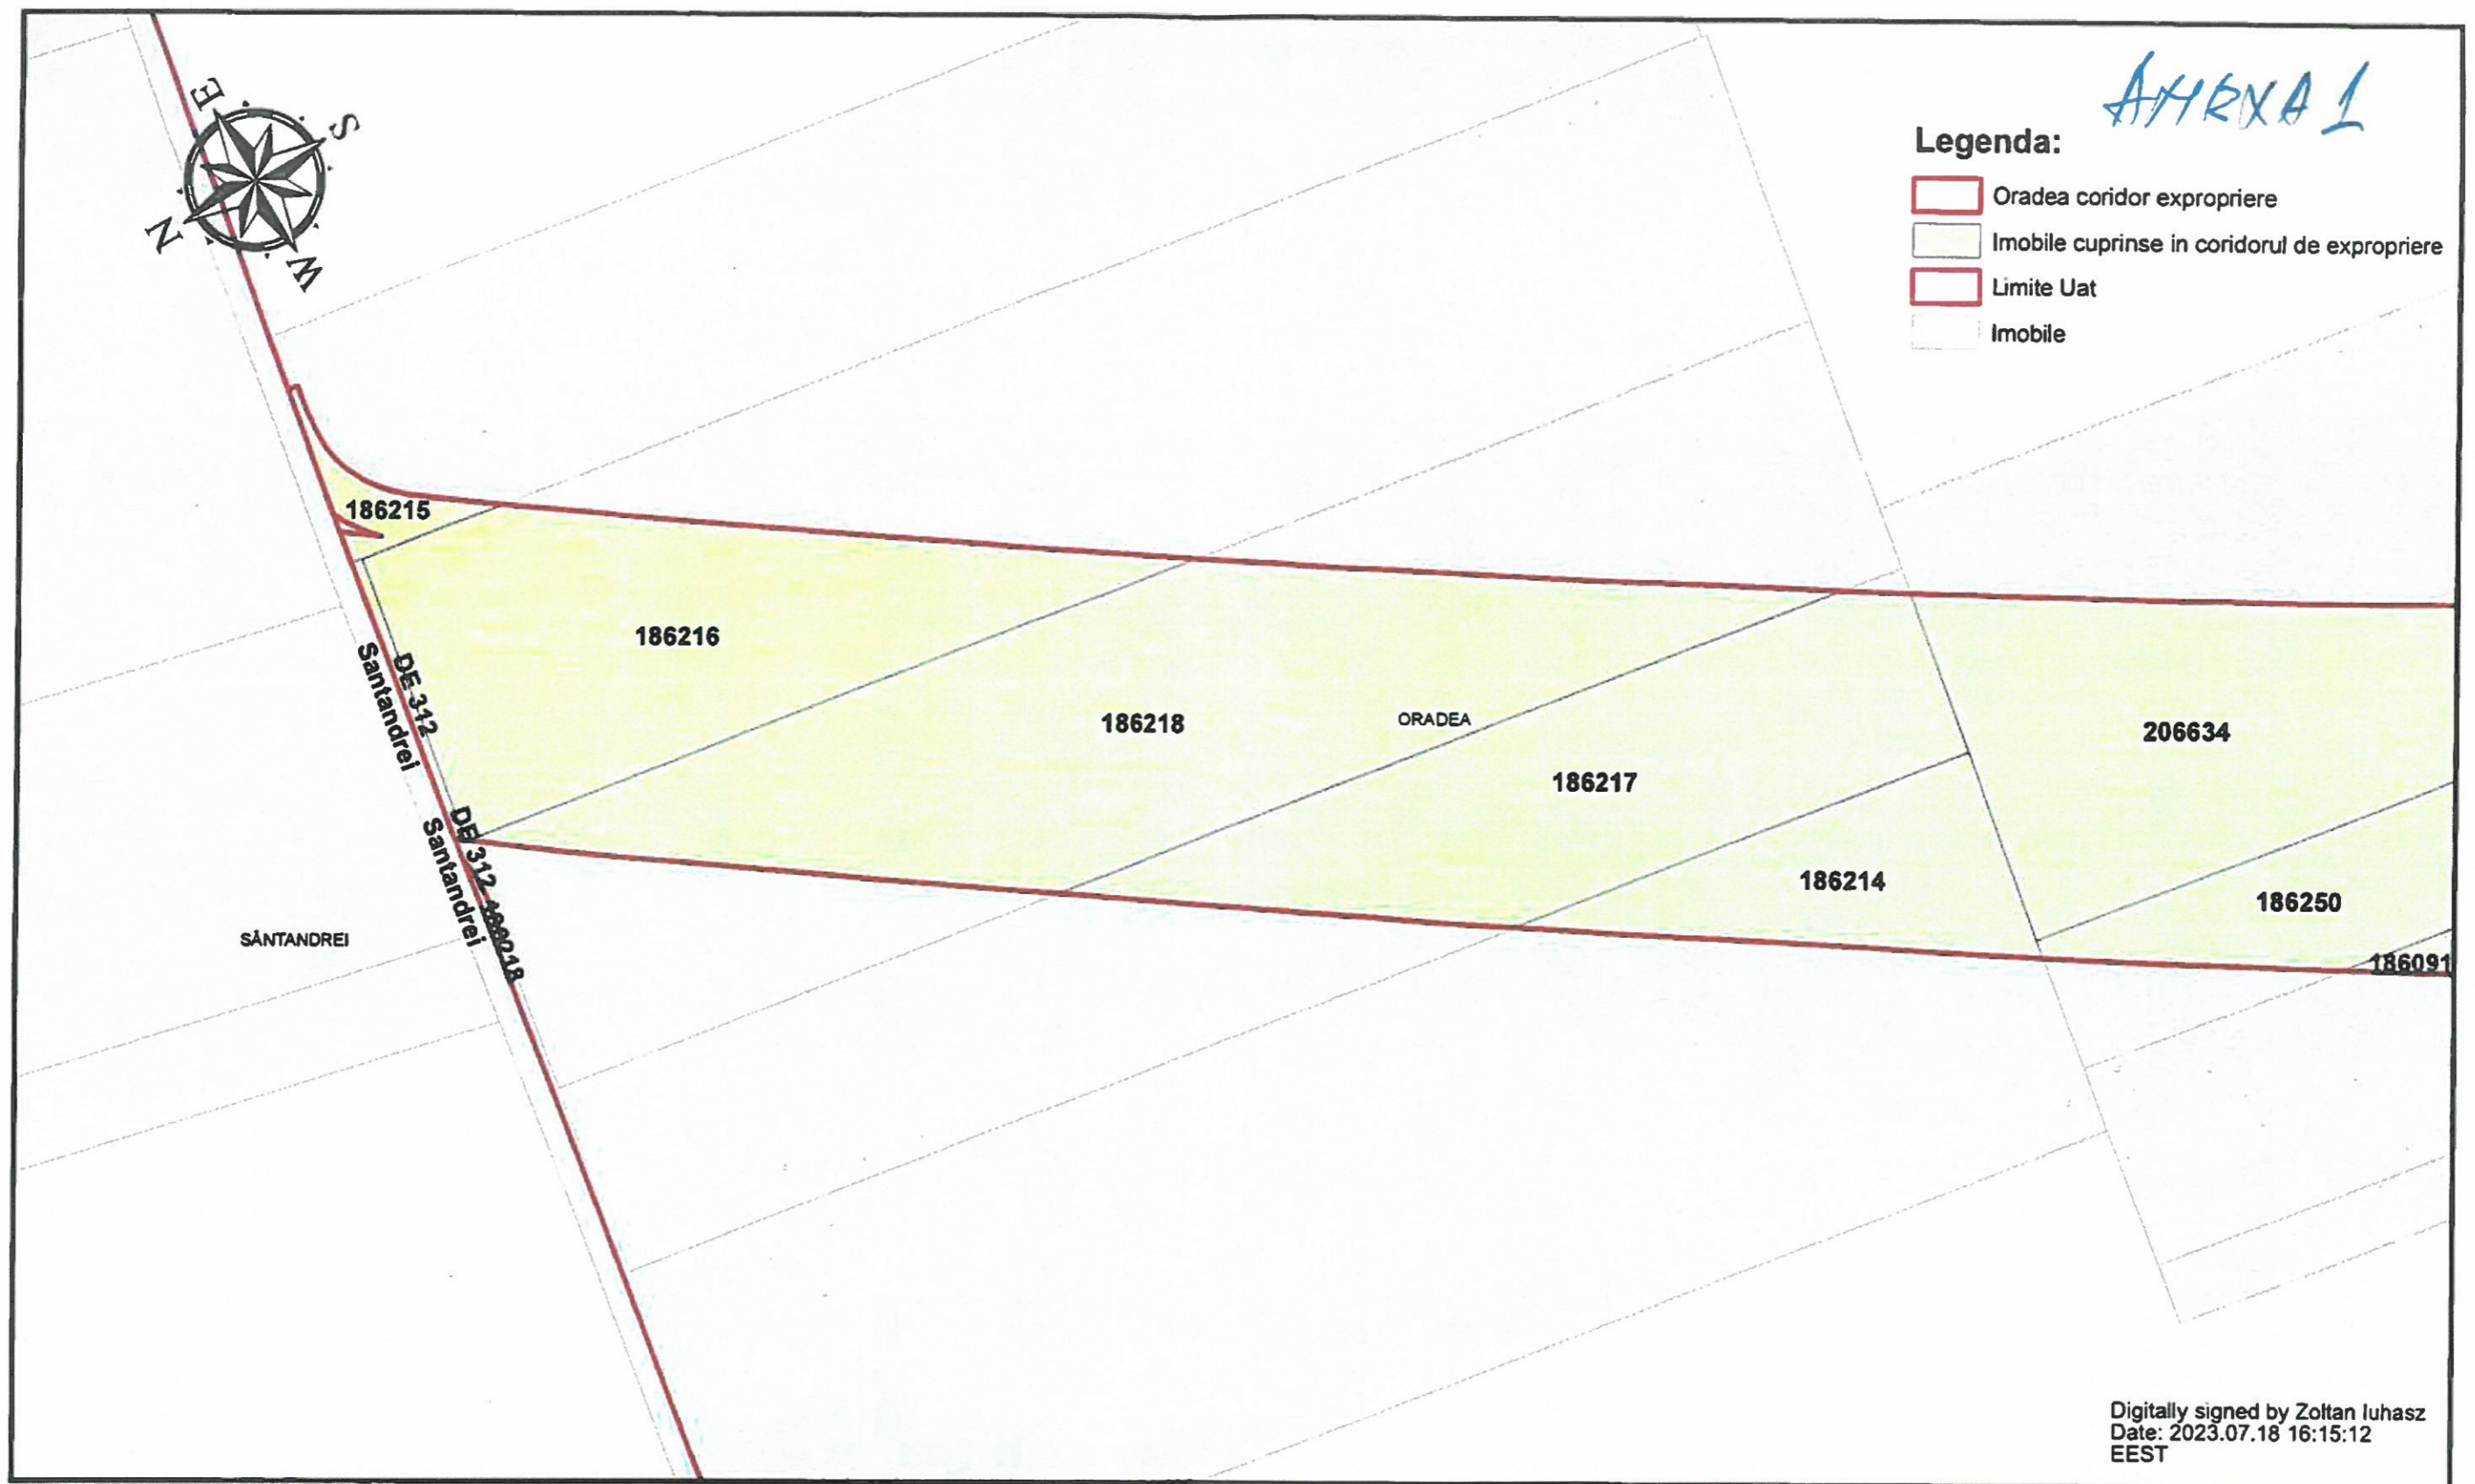 ANEXA 1
Legenda:
Oradea coridor expropriere
Imobile cuprinse in coridorul de expropriere
Limite Uat
Imobile
E
S
N
W
186215
186216
186218
ORADEA
186217
206634
186214
186250
186091
DE 312
Santandrei
DE 312
Santandrei
SÂNTANDREI
Digitally signed by Zoltan Iuhasz
Date: 2023.07.18 16:15:12
EEST